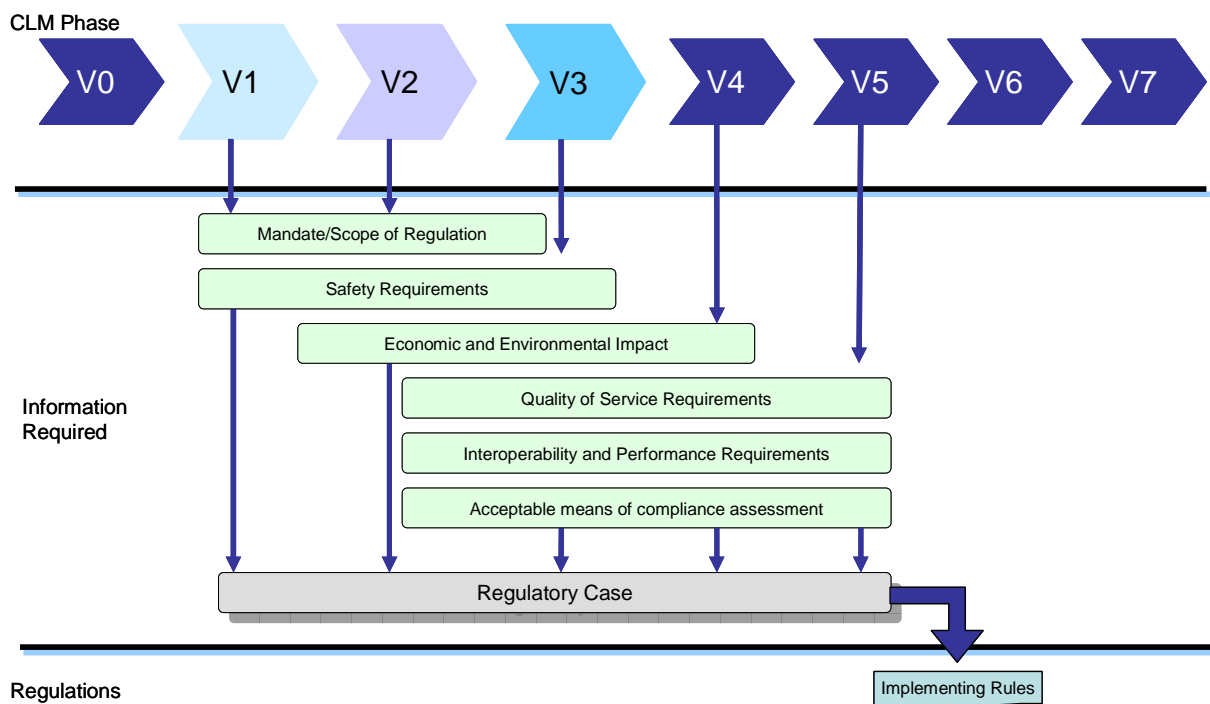 CLM Phase
V0
V1
V2
V3
V4
V5
V6
V7
Mandate/Scope of Regulation
Safety Requirements
Economic and Environmental Impact
Quality of Service Requirements
Information
Required
Interoperability and Performance Requirements
Acceptable means of compliance assessment
Regulatory Case
Regulations
Implementing Rules